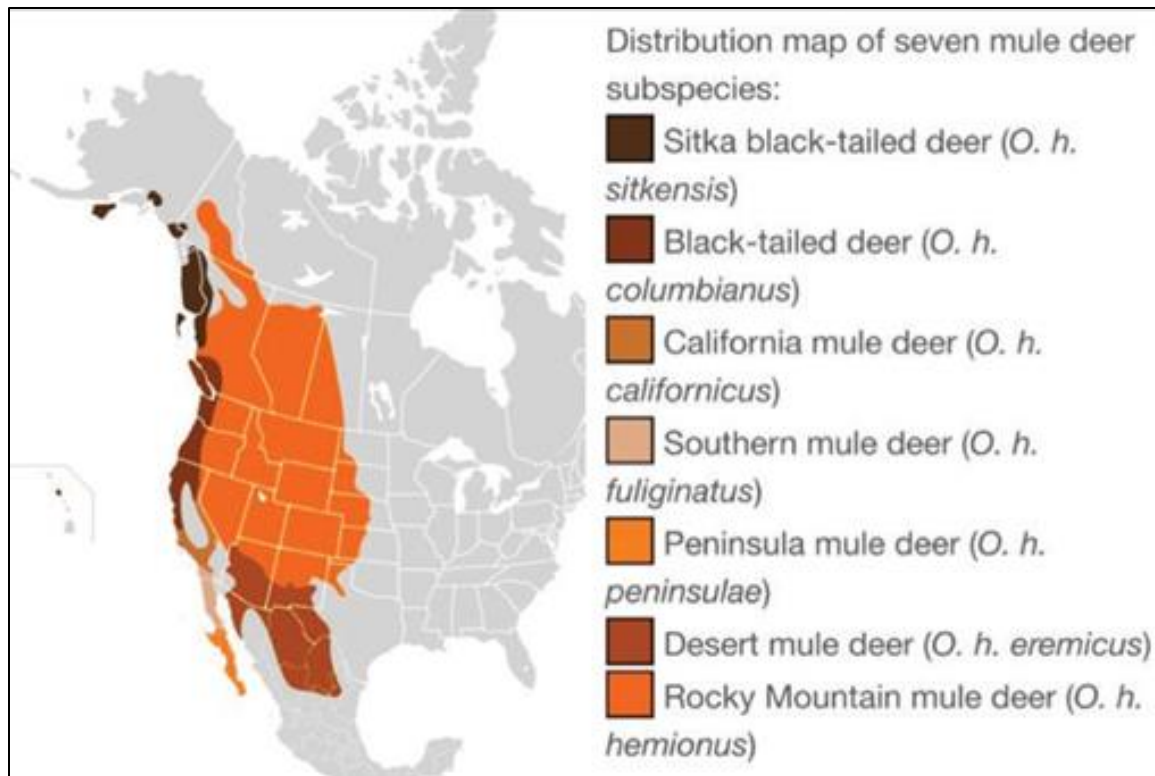 Distribution map of seven mule deer
subspecies:
Sitka black-tailed deer (O. h.
sitkensis)
Black-tailed deer (O. h.
columbianus)
California mule deer (O. h.
californicus)
Southern mule deer (O. h.
fuliginatus)
Peninsula mule deer (O. h.
peninsulae)
Desert mule deer (O. h. eremicus)
Rocky Mountain mule deer (O. h.
hemionus)